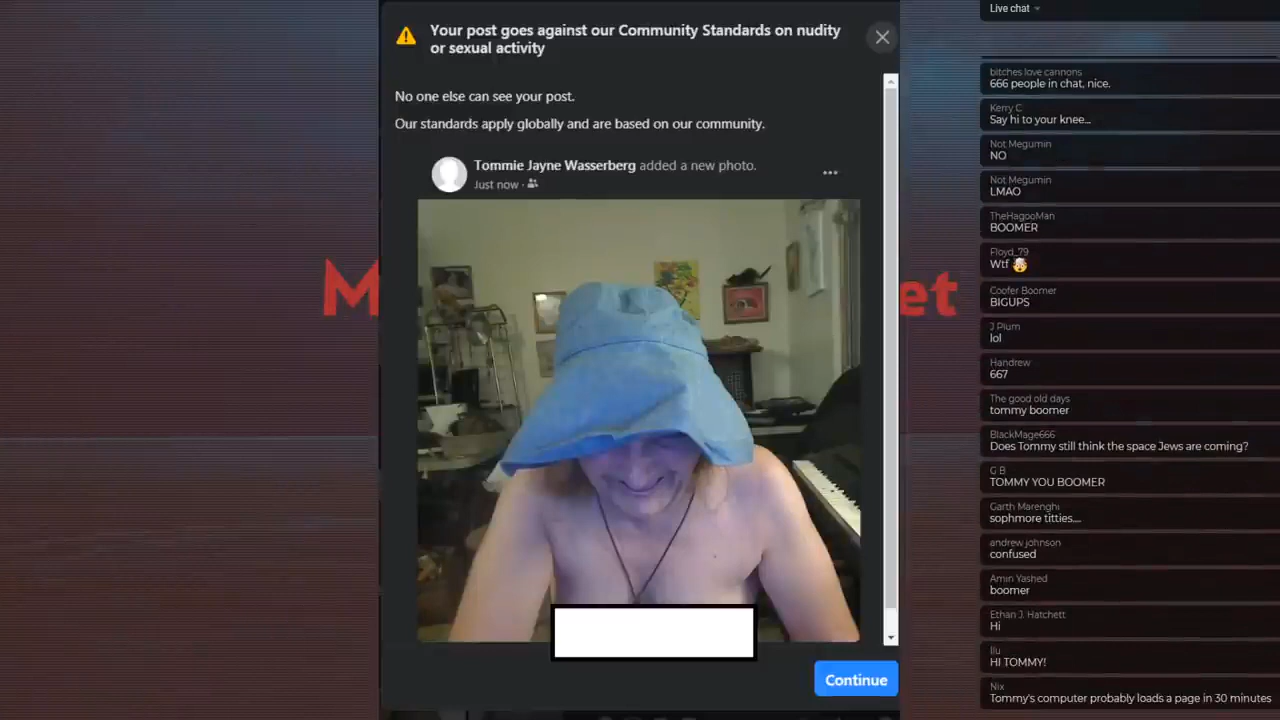 Your post goes against our Community Standards on nudity
or sexual activity
No one else can see your post.
Our standards apply globally and are based on our community.
Tommie Jayne Wasserberg added a new photo.
Just now ·
M
et
Continue
Live chat
bitches love cannons
666 people in chat, nice.
Kerry C
Say hi to your knee...
Not Megumin
NO
Not Megumin
LMAO
TheHagooMan
BOOMER
Floyd_79
Wtf 🤯
Coofer Boomer
BIGUPS
J Plum
lol
Handrew
667
The good old days
tommy boomer
BlackMage666
Does Tommy still think the space Jews are coming?
G B
TOMMY YOU BOOMER
Garth Marenghi
sophmore titties....
andrew johnson
confused
Amin Yashed
boomer
Ethan J. Hatchett
Hi
HI TOMMY!
Nix
Tommy's computer probably loads a page in 30 minutes